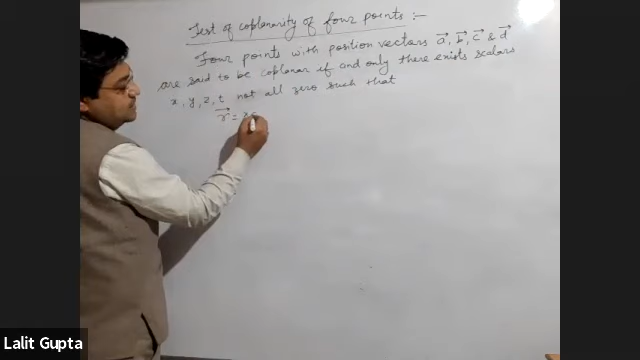 Test of coplanarity of four points :-
Four points with position vectors a⃗, b⃗, c⃗ & d⃗
are said to be coplanar if and only there exists scalars
x, y, z, t not all zero such that
r⃗ = x
Lalit Gupta